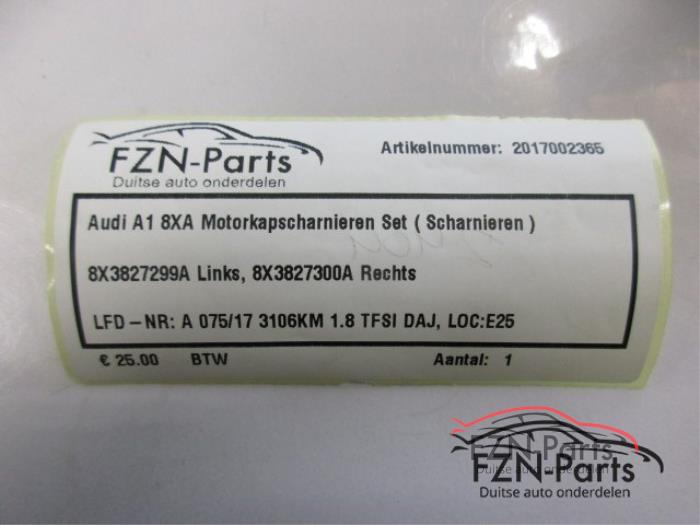 FZN-Parts
Duitse auto onderdelen
Artikelnummer: 2017002365
Audi A1 8XA Motorkapscharnieren Set ( Scharnieren )
8X3827299A Links, 8X3827300A Rechts
LFD-NR: A 075/17 3106KM 1.8 TFSI DAJ, LOC:E25
€ 25.00 BTW Aantal: 1
FZN-Parts
FZN-Parts
Duitse auto onderdelen